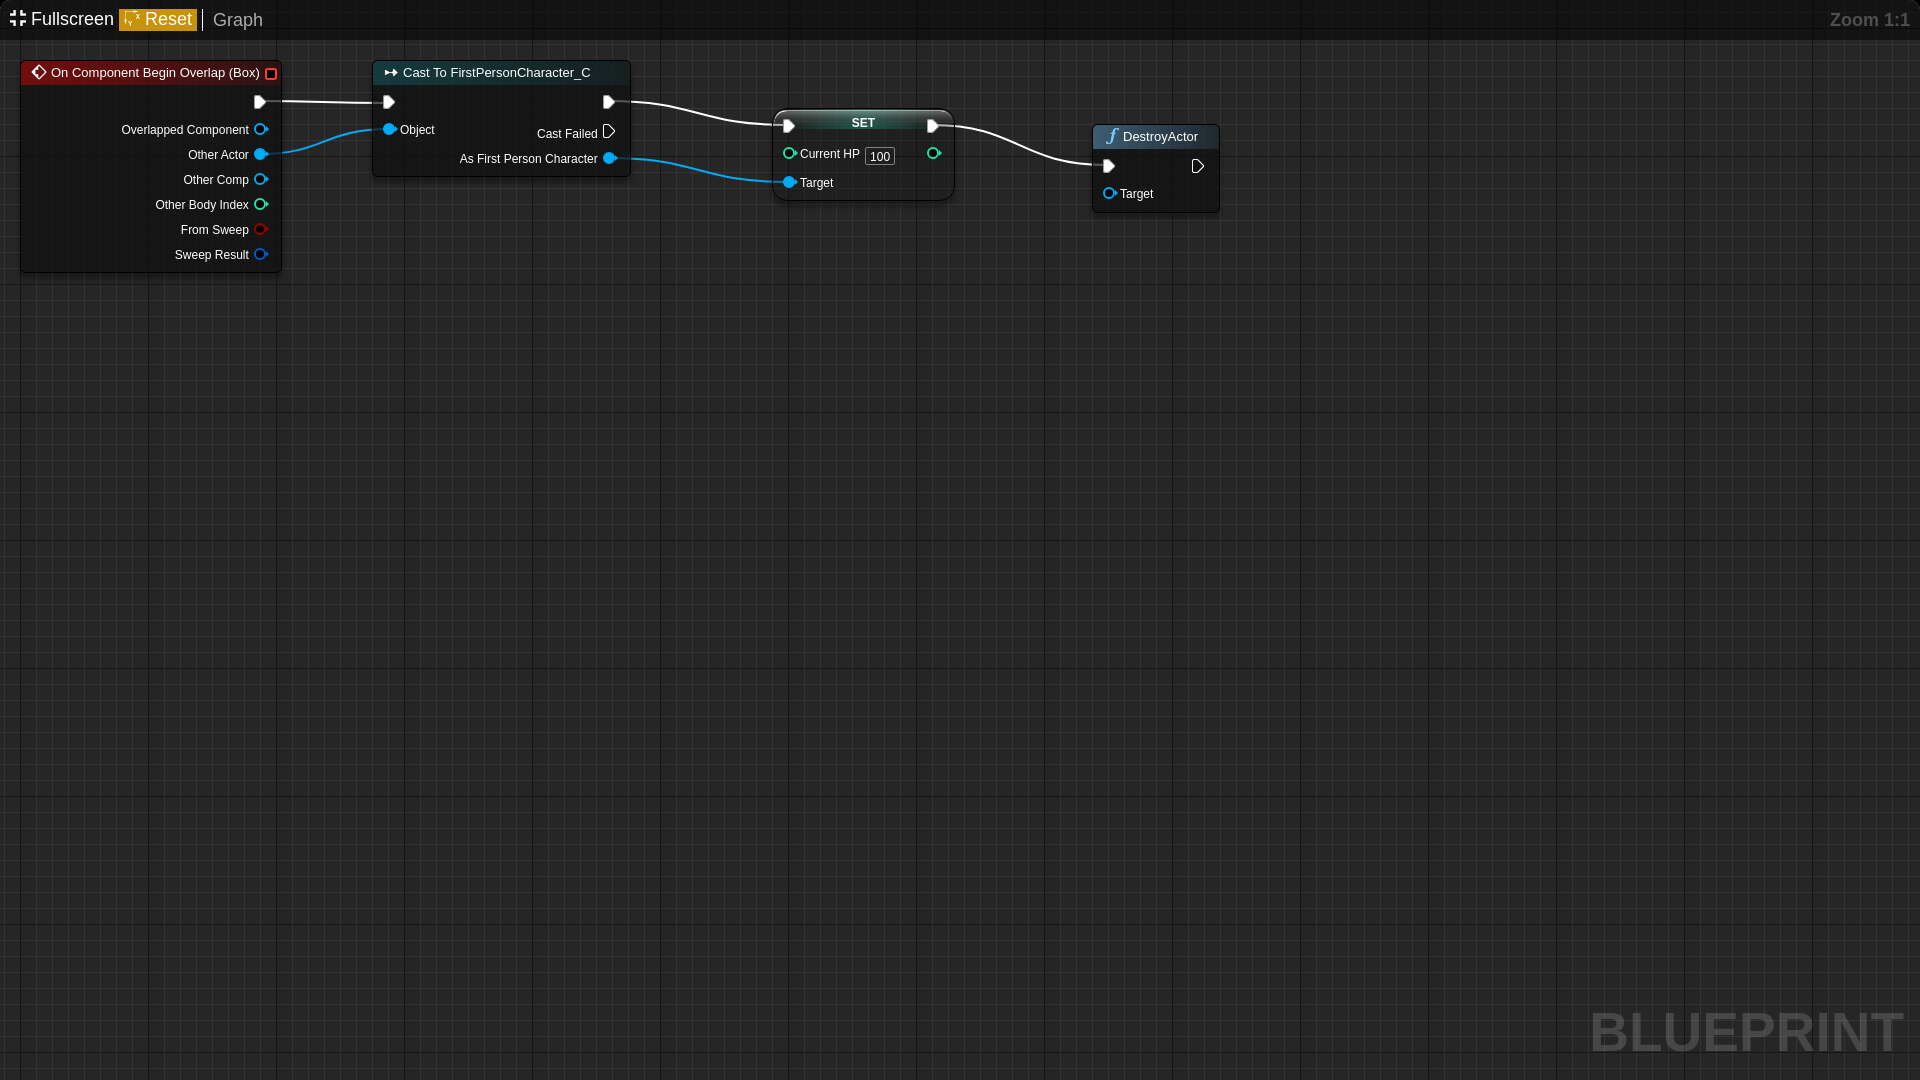 Fullscreen Reset Graph Zoom 1:1
On Component Begin Overlap (Box)
Overlapped Component
Other Actor
Other Comp
Other Body Index
From Sweep
Sweep Result
Cast To FirstPersonCharacter_C
Object
Cast Failed
As First Person Character
SET
Current HP 100
Target
DestroyActor
Target
BLUEPRINT